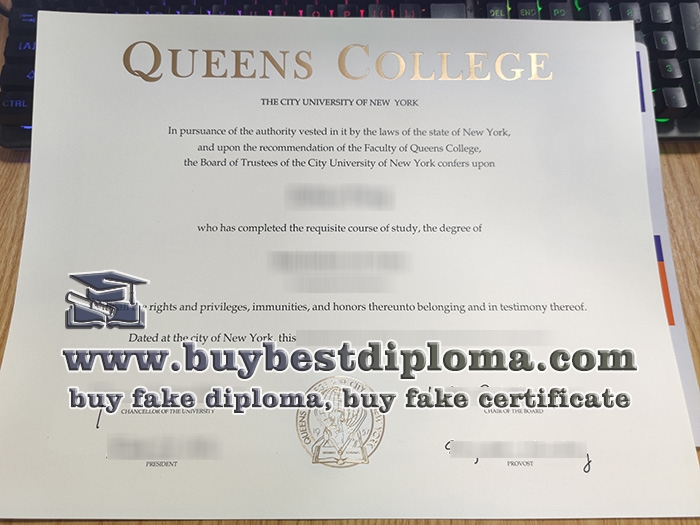 DEL END PD
CTRL
QUEENS COLLEGE
THE CITY UNIVERSITY OF NEW YORK
In pursuance of the authority vested in it by the laws of the state of New York,
and upon the recommendation of the Faculty of Queens College,
the Board of Trustees of the City University of New York confers upon
who has completed the requisite course of study, the degree of
rights and privileges, immunities, and honors thereunto belonging and in testimony thereof.
Dated at the city of New York, this
www.buybestdiploma.com
buy fake diploma, buy fake certificate
CHANCELLOR OF THE UNIVERSITY
CHAIR OF THE BOARD
QUEENS
PRESIDENT
PROVOST